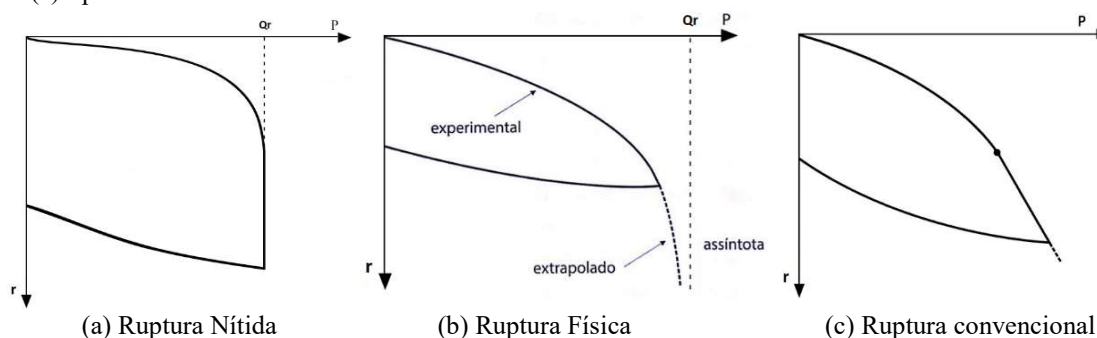 Qr P
r
(a) Ruptura Nítida
Qr P
experimental
extrapolado
assíntota
r
(b) Ruptura Física
P
r
(c) Ruptura convencional